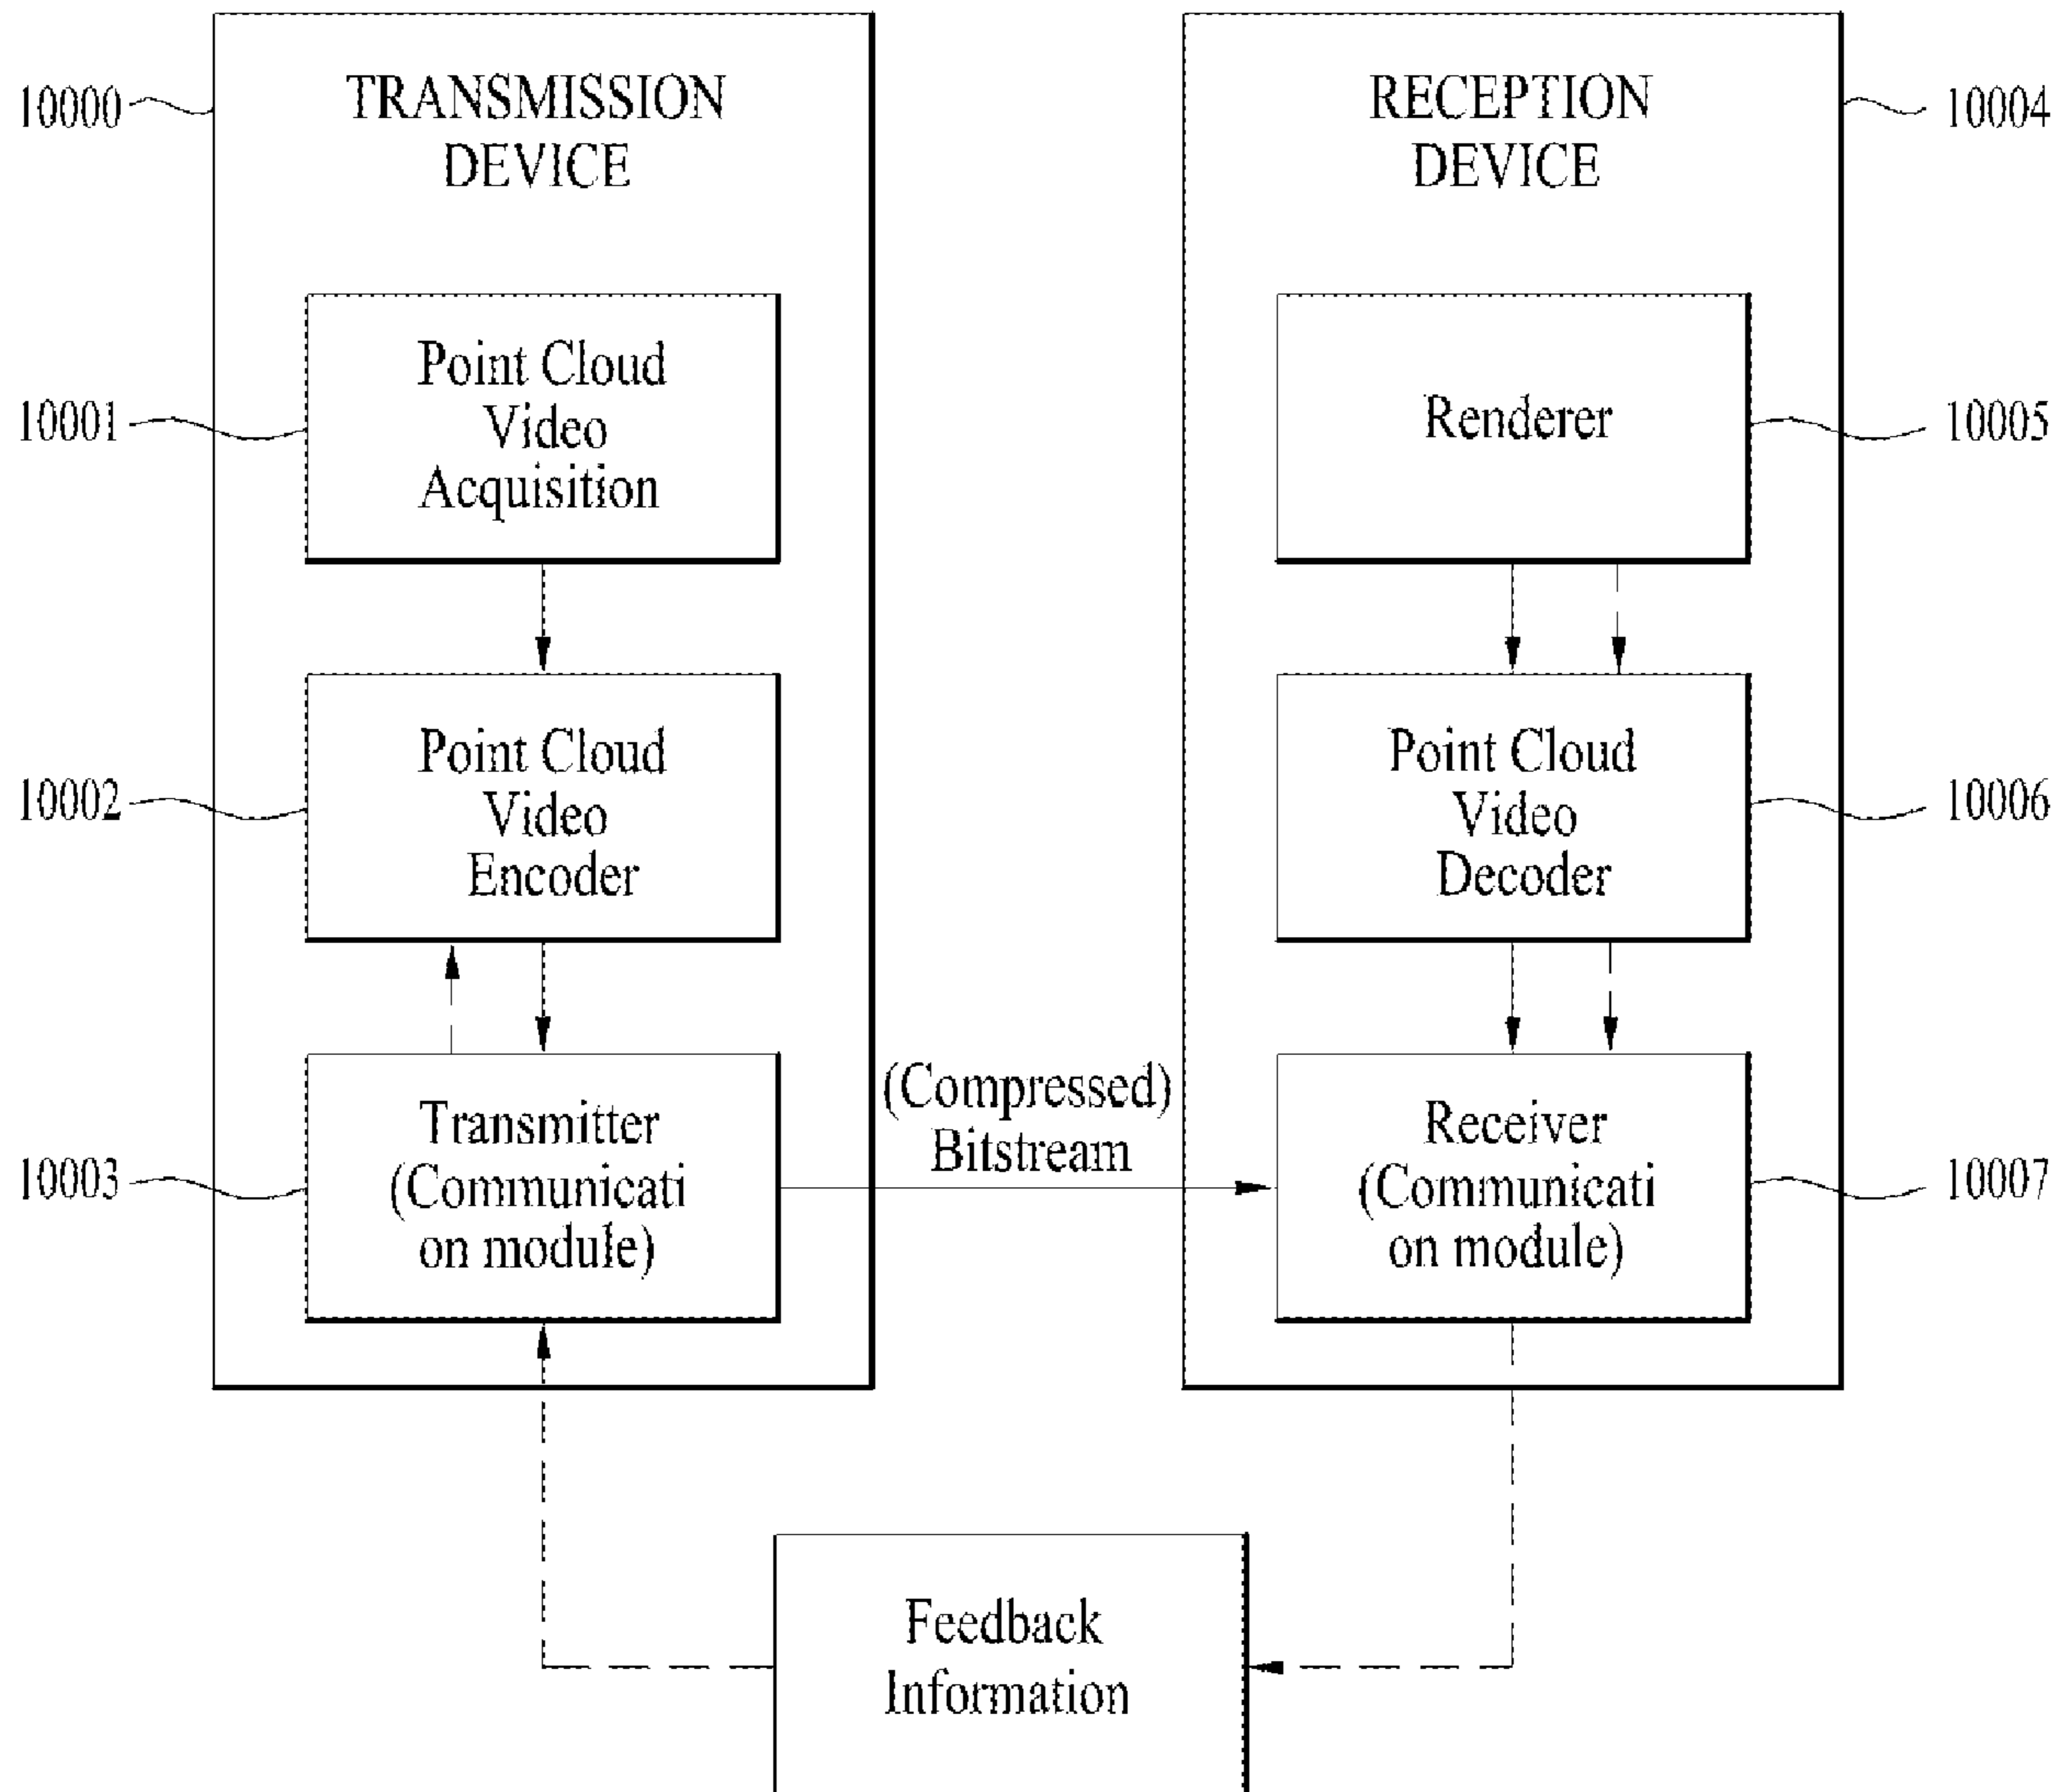 TRANSMISSION
DEVICE
10000
Point Cloud
Video
Acquisition
10001
Point Cloud
Video
Encoder
10002
Transmitter
(Communicati
on module)
10003
(Compressed)
Bitstream
RECEPTION
DEVICE
10004
Renderer
10005
Point Cloud
Video
Decoder
10006
Receiver
(Communicati
on module)
10007
Feedback
Information